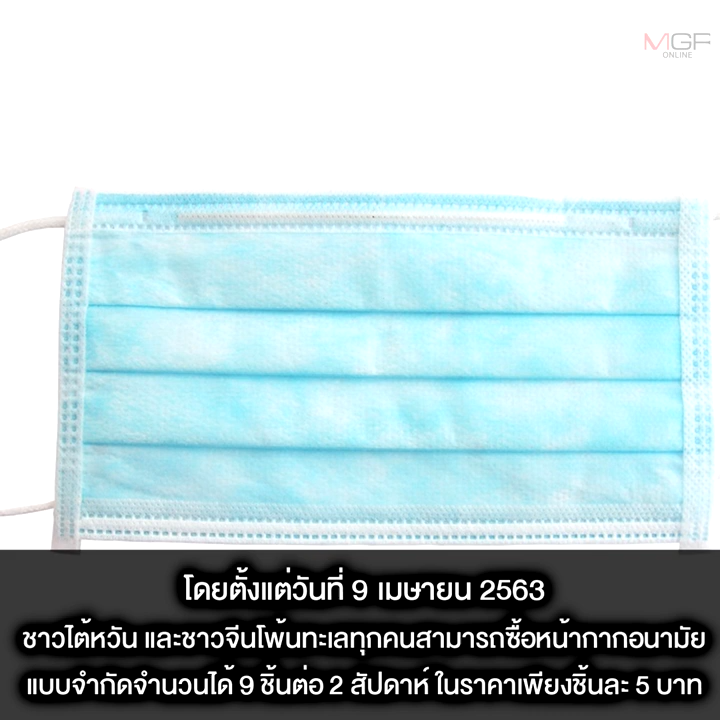 MGF
ONLINE
โดยตั้งแต่วันที่ 9 เมษายน 2563
ชาวไต้หวัน และชาวจีนโพ้นทะเลทุกคนสามารถซื้อหน้ากากอนามัย
แบบจำกัดจำนวนได้ 9 ชิ้นต่อ 2 สัปดาห์ ในราคาเพียงชิ้นละ 5 บาท